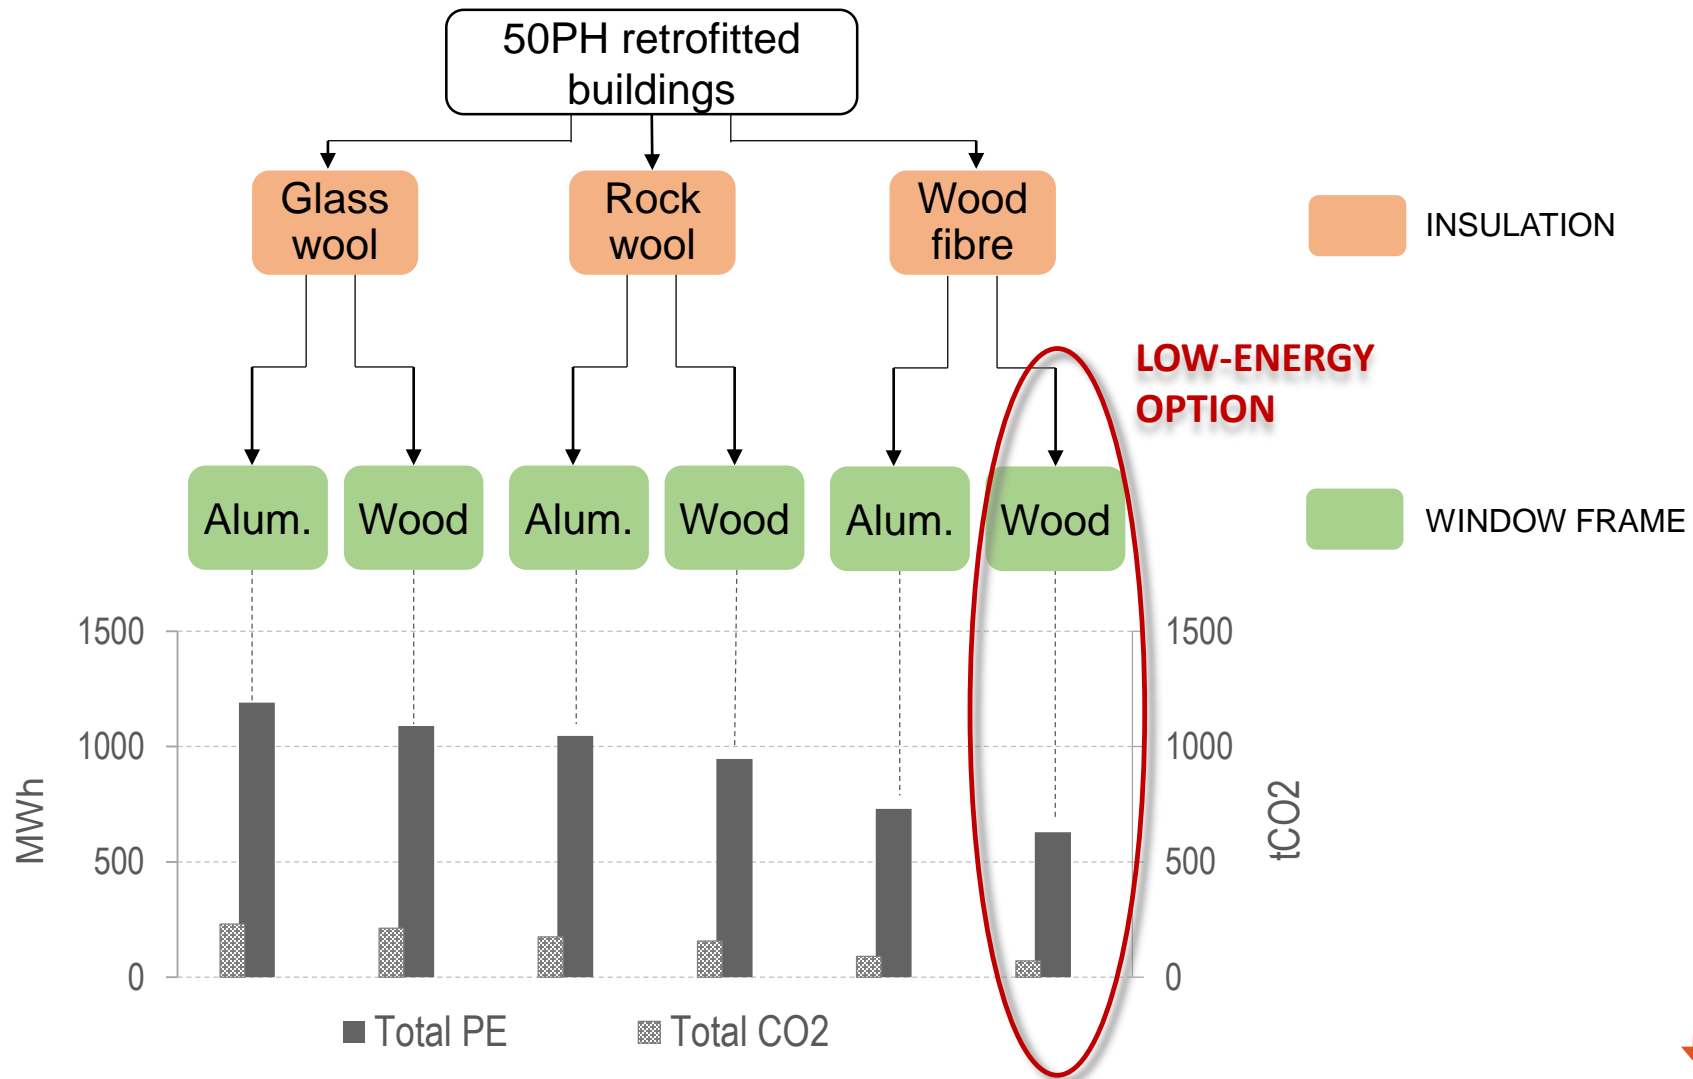 50PH retrofitted
buildings
Glass
wool
Rock
wool
Wood
fibre
INSULATION
LOW-ENERGY
OPTION
Alum.
Wood
Alum.
Wood
Alum.
Wood
WINDOW FRAME
1500
1000
500
0
MWh
1500
1000
500
0
tCO2
Total PE
Total CO2